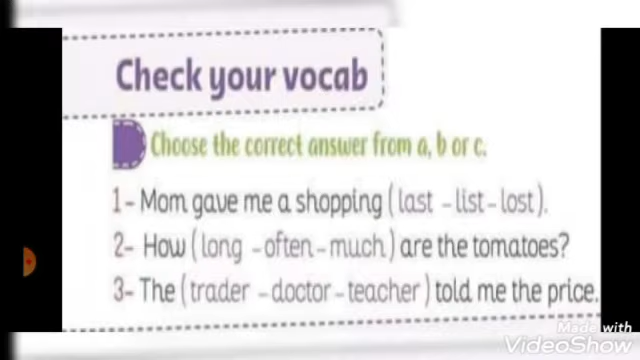 Check your vocab
Choose the correct answer from a, b or c.
1- Mom gave me a shopping (last - list - lost).
2- How (long - often - much) are the tomatoes?
3- The (trader - doctor - teacher) told me the price.
Made with
VideoShow